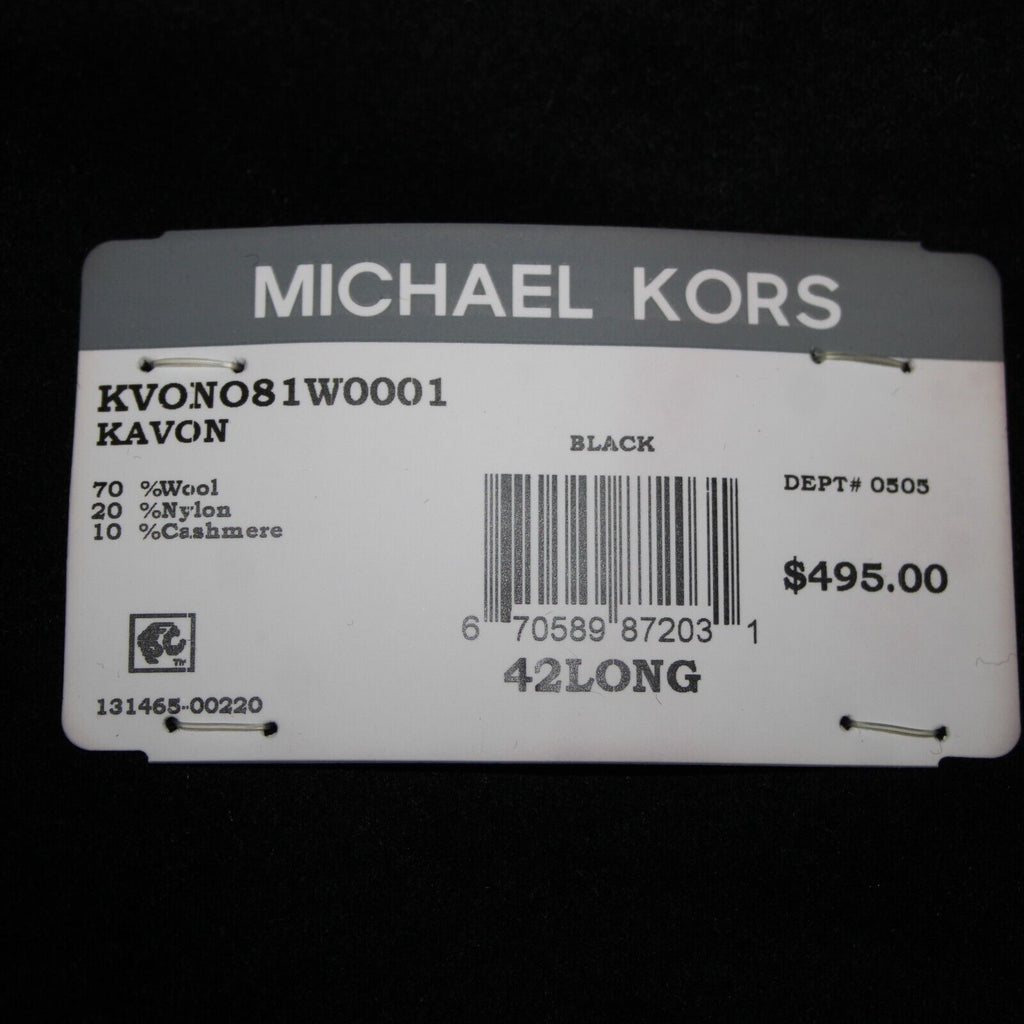 MICHAEL KORS
KVONO81W0001
KAVON
BLACK
70 %Wool
20 %Nylon
10 %Cashmere
DEPT# 0505
$495.00
6 70589 87203 1
42LONG
131465-00220